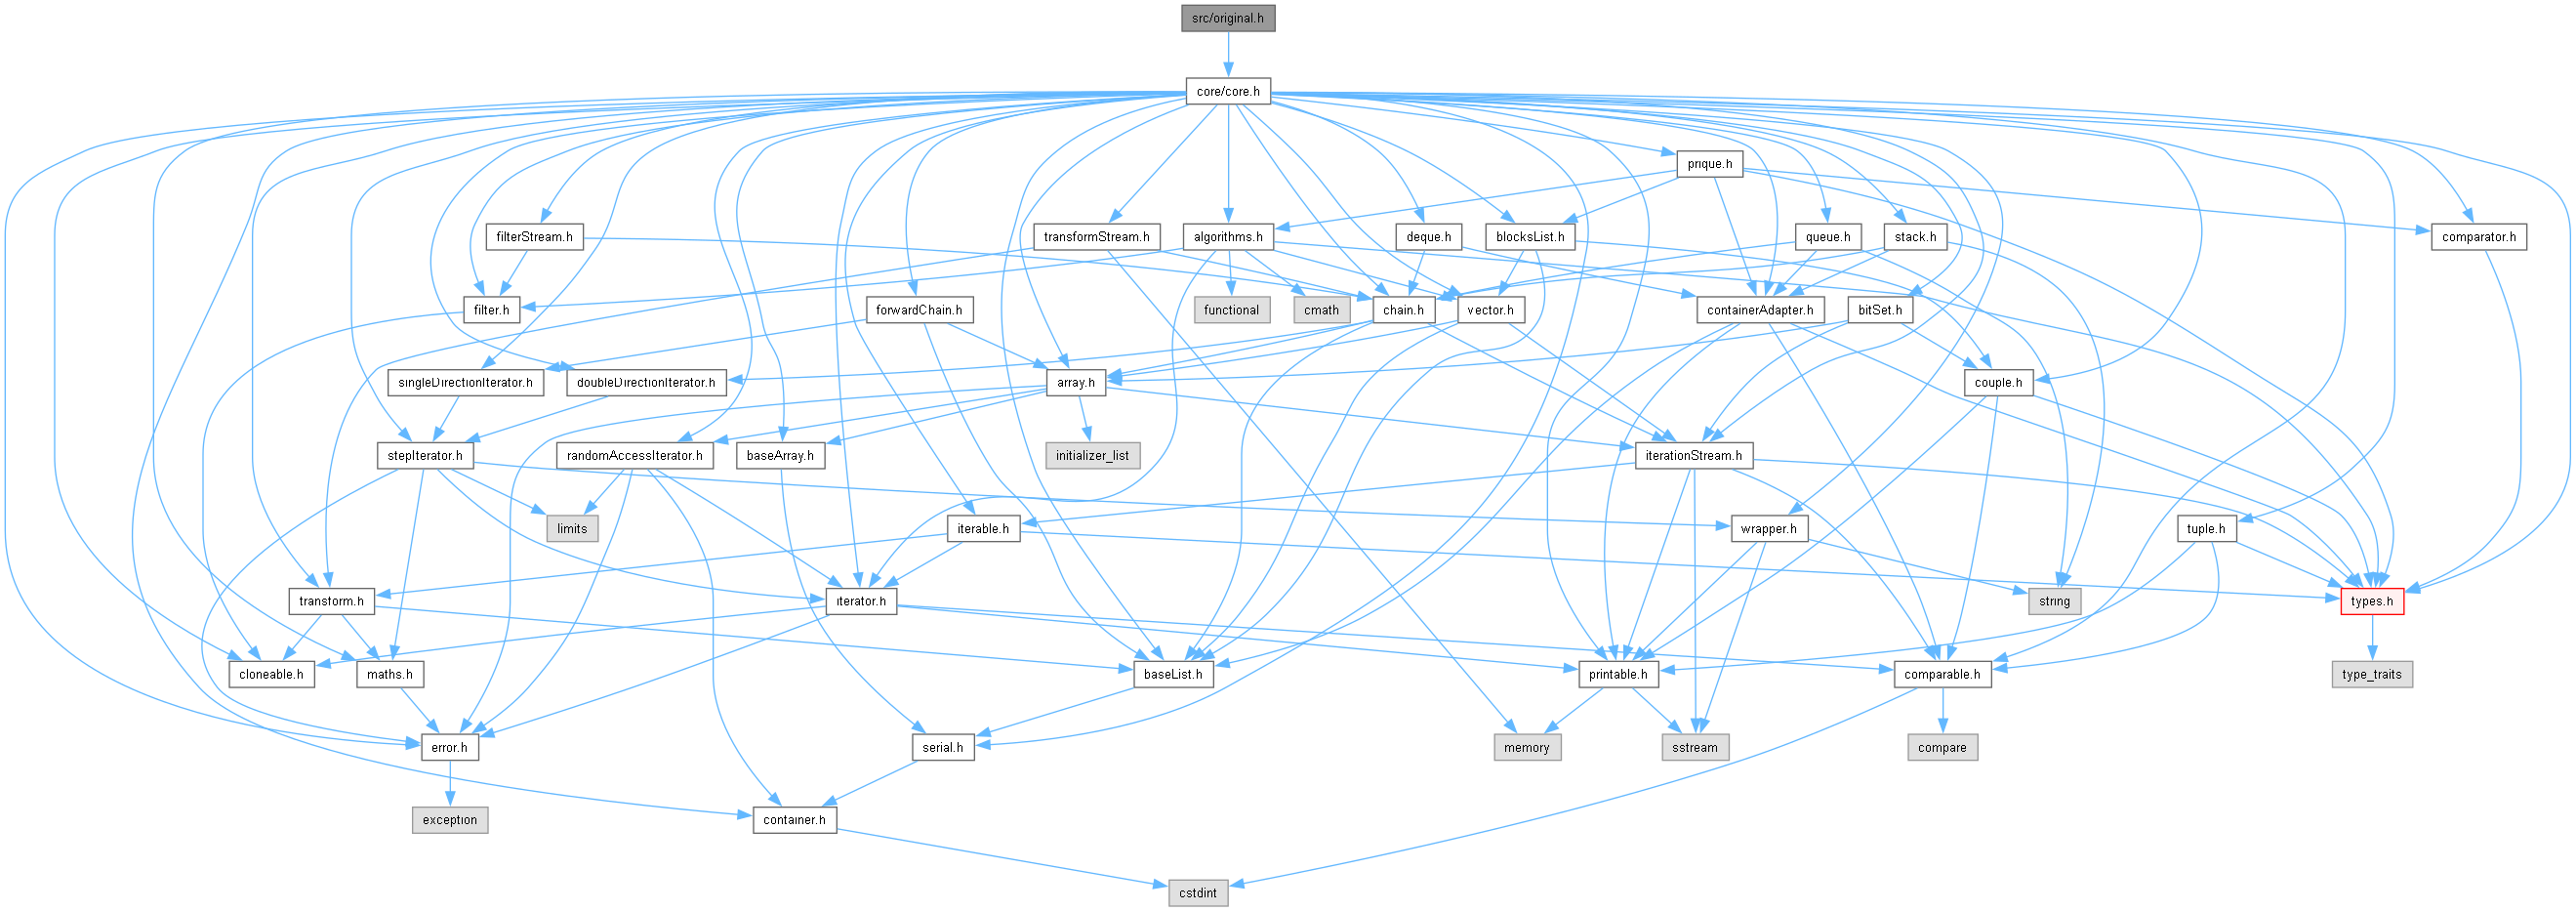 src/original.h
core/core.h
prique.h
filterStream.h
transformStream.h
algorithms.h
deque.h
blocksList.h
queue.h
stack.h
comparator.h
filter.h
forwardChain.h
functional
cmath
chain.h
vector.h
containerAdapter.h
bitSet.h
singleDirectionIterator.h
doubleDirectionIterator.h
array.h
couple.h
stepIterator.h
randomAccessIterator.h
baseArray.h
initializer_list
iterationStream.h
limits
iterable.h
wrapper.h
tuple.h
transform.h
iterator.h
string
types.h
cloneable.h
maths.h
baseList.h
printable.h
comparable.h
type_traits
error.h
serial.h
memory
sstream
compare
exception
container.h
cstdint